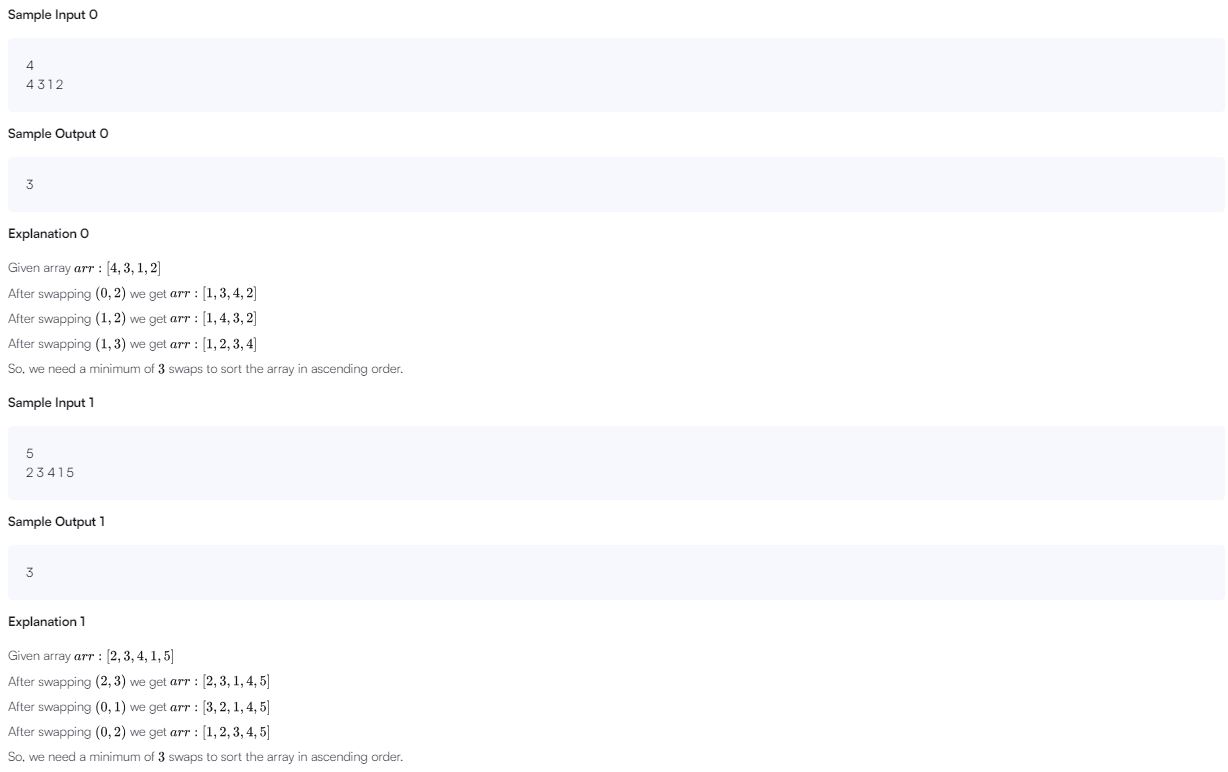 Sample Input 0
4
4 3 1 2
Sample Output 0
3
Explanation 0
Given array arr : [4, 3, 1, 2]
After swapping (0, 2) we get arr : [1, 3, 4, 2]
After swapping (1, 2) we get arr : [1, 4, 3, 2]
After swapping (1, 3) we get arr : [1, 2, 3, 4]
So, we need a minimum of 3 swaps to sort the array in ascending order.
Sample Input 1
5
2 3 4 1 5
Sample Output 1
3
Explanation 1
Given array arr : [2, 3, 4, 1, 5]
After swapping (2, 3) we get arr : [2, 3, 1, 4, 5]
After swapping (0, 1) we get arr : [3, 2, 1, 4, 5]
After swapping (0, 2) we get arr : [1, 2, 3, 4, 5]
So, we need a minimum of 3 swaps to sort the array in ascending order.